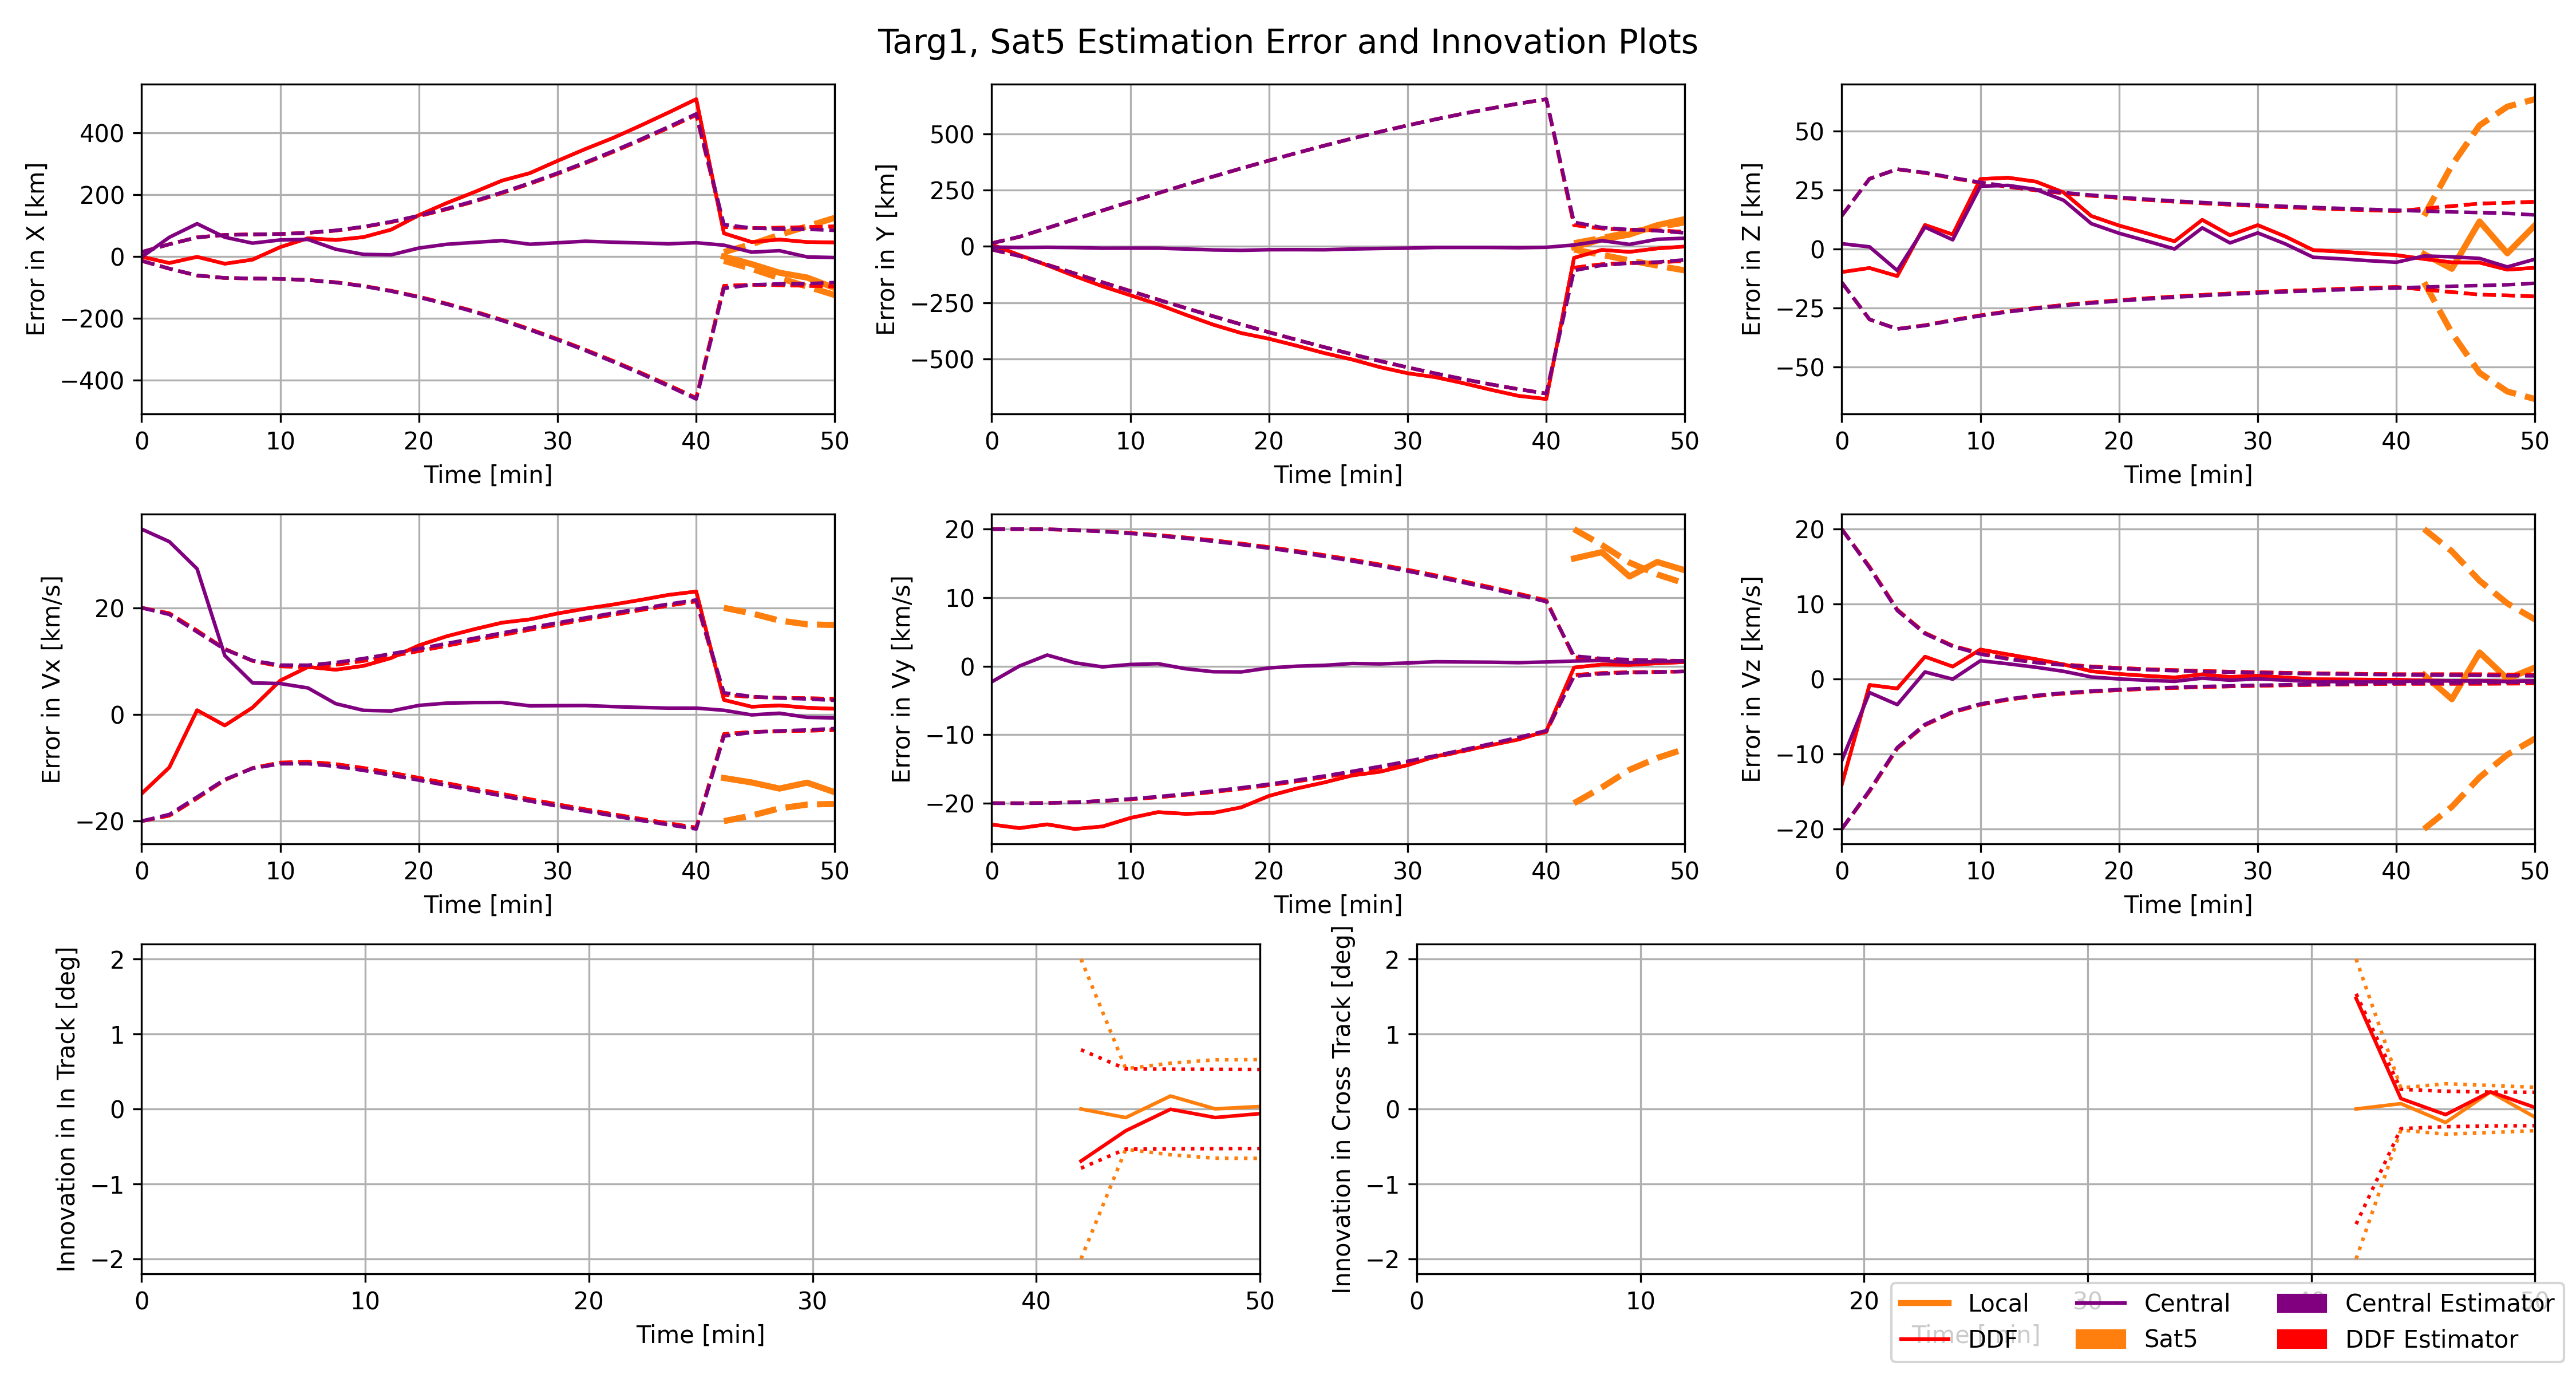 Targ1, Sat5 Estimation Error and Innovation Plots
Error in X [km]
400
200
0
−200
−400
0 10 20 30 40 50
Time [min]
Error in Y [km]
500
250
0
−250
−500
0 10 20 30 40 50
Time [min]
Error in Z [km]
50
25
0
−25
−50
0 10 20 30 40 50
Time [min]
Error in Vx [km/s]
20
0
−20
0 10 20 30 40 50
Time [min]
Error in Vy [km/s]
20
10
0
−10
−20
0 10 20 30 40 50
Time [min]
Error in Vz [km/s]
20
10
0
−10
−20
0 10 20 30 40 50
Time [min]
Innovation in In Track [deg]
2
1
0
−1
−2
0 10 20 30 40 50
Time [min]
Innovation in Cross Track [deg]
2
1
0
−1
−2
0 10 20 30 40 50
Time [min]
Local Central Central Estimator
DDF Sat5 DDF Estimator